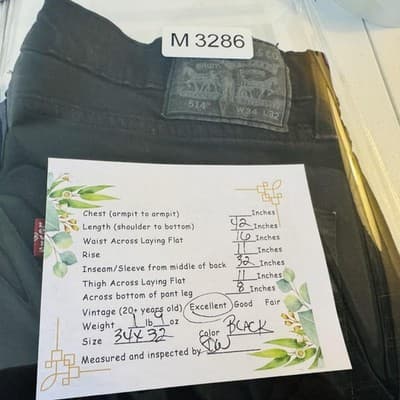 M 3286
514™
W34 L32
Chest (armpit to armpit) ___ Inches
Length (shoulder to bottom) 42 Inches
Waist Across Laying Flat 16 Inches
Rise 11 Inches
Inseam/Sleeve from middle of back 32 Inches
Thigh Across Laying Flat 11 Inches
Across bottom of pant leg 8 Inches
Vintage (20+ years old) Excellent Good Fair
Weight 1 lb 9 oz Color BLACK
Size 34X32
Measured and inspected by